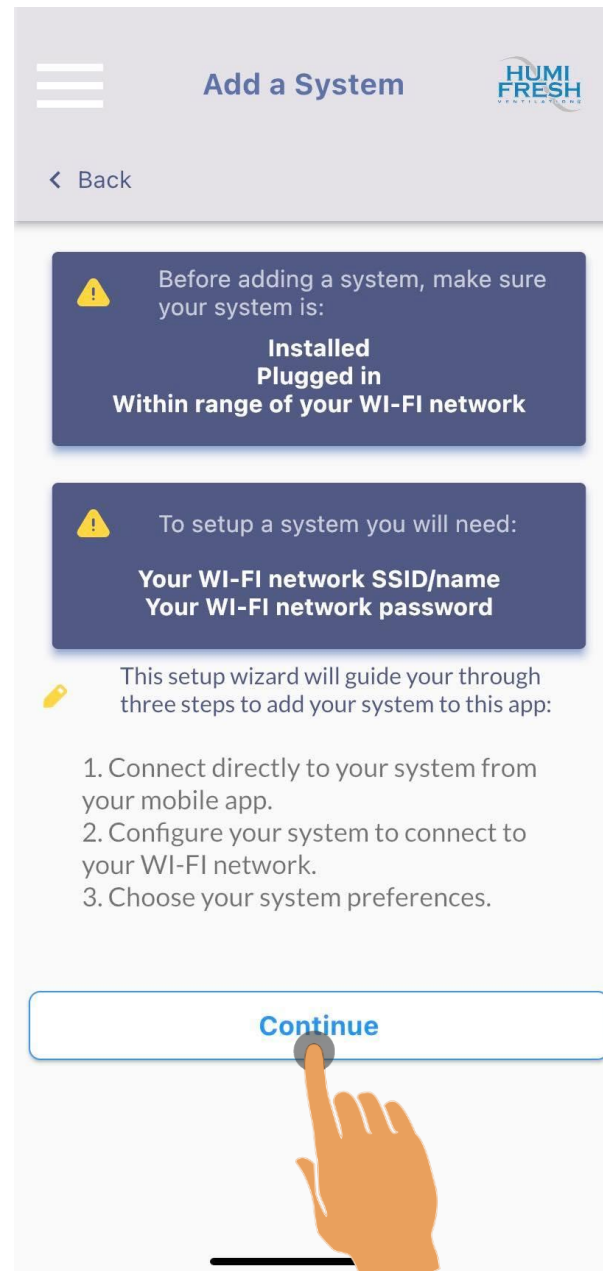 Add a System
HUMI
FRESH
VENTILATION
< Back
Before adding a system, make sure
your system is:
Installed
Plugged in
Within range of your WI-FI network
To setup a system you will need:
Your WI-FI network SSID/name
Your WI-FI network password
This setup wizard will guide your through
three steps to add your system to this app:
1. Connect directly to your system from
your mobile app.
2. Configure your system to connect to
your WI-FI network.
3. Choose your system preferences.
Continue